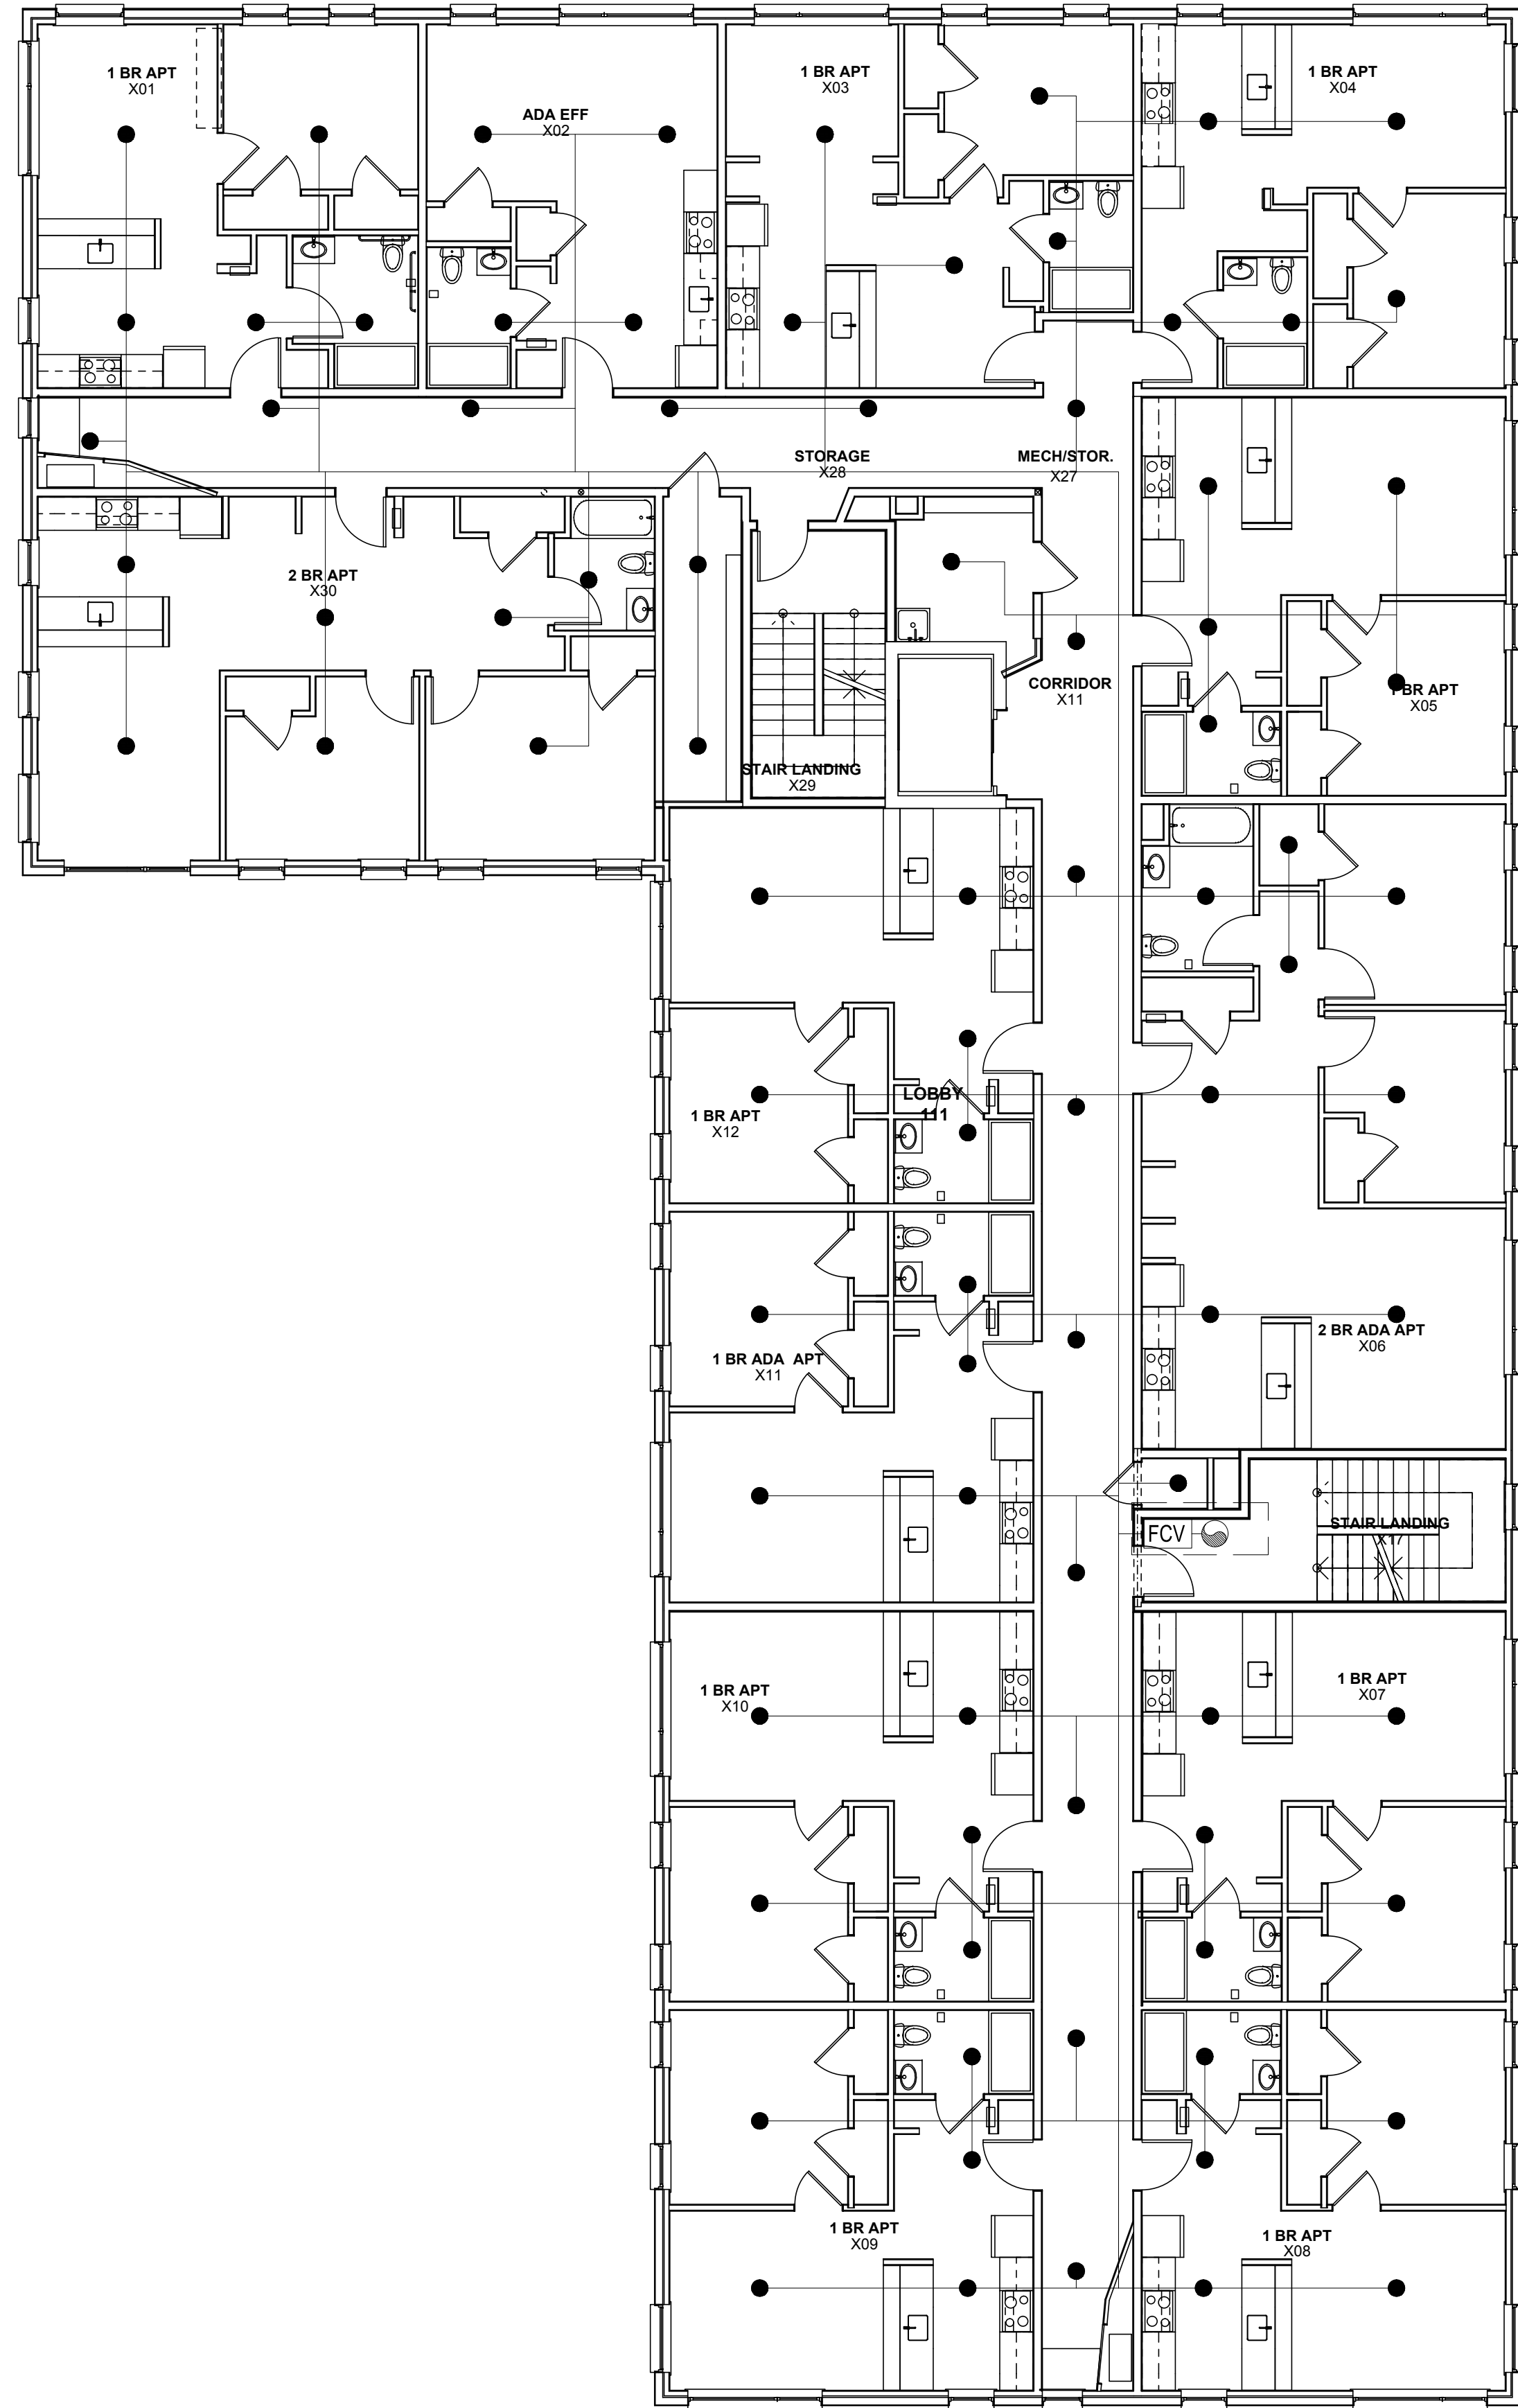 1 BR APT
X01
ADA EFF
X02
1 BR APT
X03
1 BR APT
X04
STORAGE
X28
MECH/STOR.
X27
2 BR APT
X30
CORRIDOR
X11
1 BR APT
X05
STAIR LANDING
X29
LOBBY
111
1 BR APT
X12
2 BR ADA APT
X06
1 BR ADA APT
X11
FCV
STAIR LANDING
X17
1 BR APT
X10
1 BR APT
X07
1 BR APT
X09
1 BR APT
X08